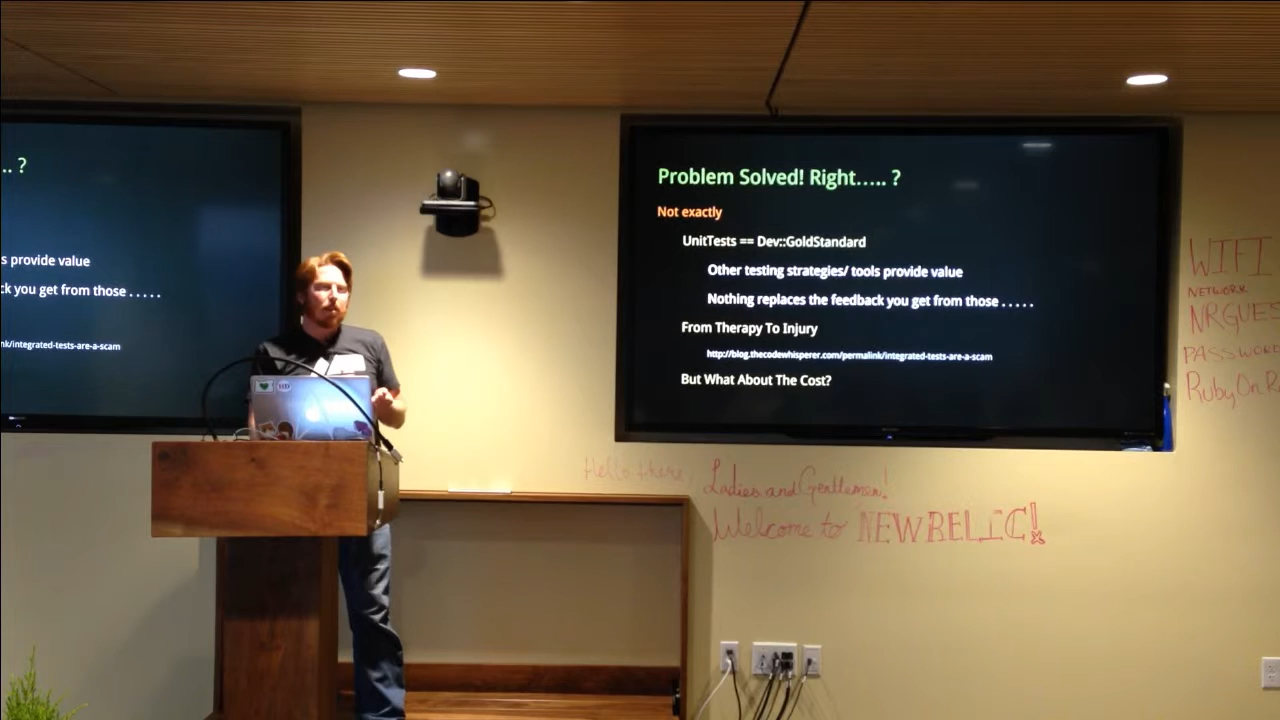 .. ?
s provide value
ck you get from those . . . . .
nk/integrated-tests-are-a-scam
HD
Problem Solved! Right….. ?
Not exactly
UnitTests == Dev::GoldStandard
Other testing strategies/ tools provide value
Nothing replaces the feedback you get from those . . . . .
From Therapy To Injury
http://blog.thecodewhisperer.com/permalink/integrated-tests-are-a-scam
But What About The Cost?
Hello there, Ladies and Gentlemen!
Welcome to NEWRELIC!
WIFI
NETWORK
NRGUES
PASSWORD
RubyOnR